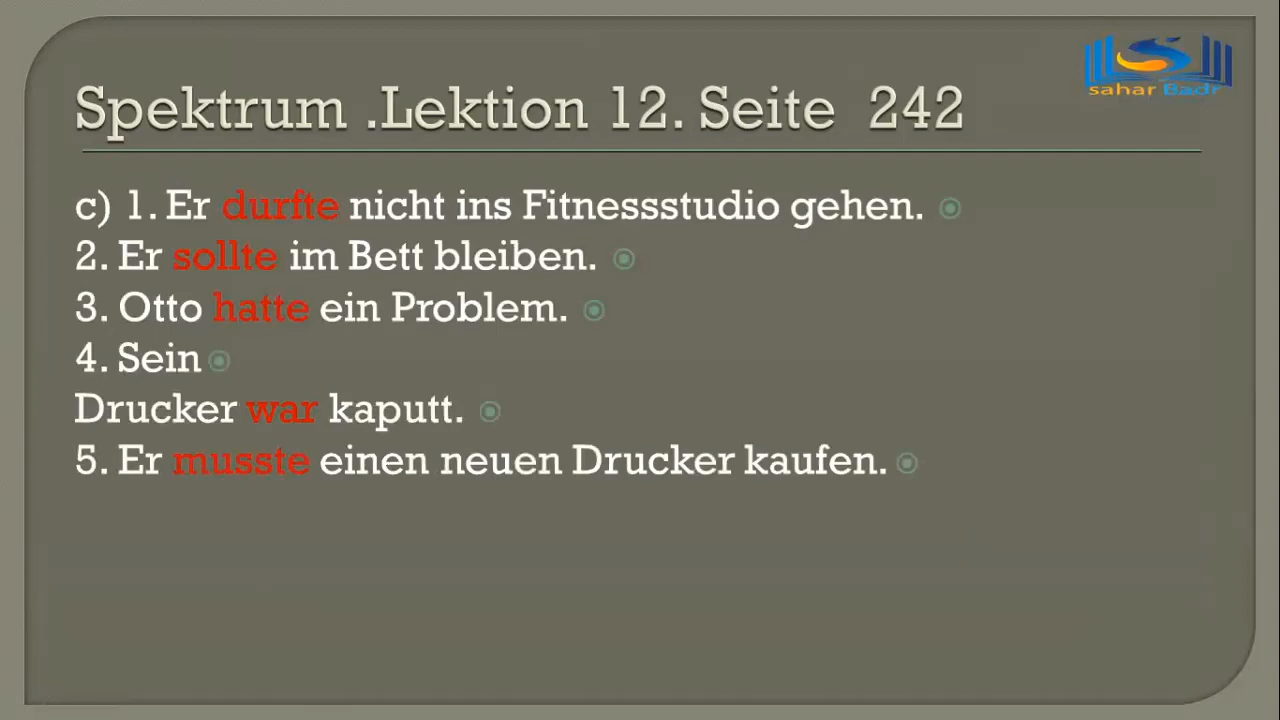 sahar Badr
Spektrum .Lektion 12. Seite 242
c) 1. Er durfte nicht ins Fitnessstudio gehen.
2. Er sollte im Bett bleiben.
3. Otto hatte ein Problem.
4. Sein
Drucker war kaputt.
5. Er musste einen neuen Drucker kaufen.